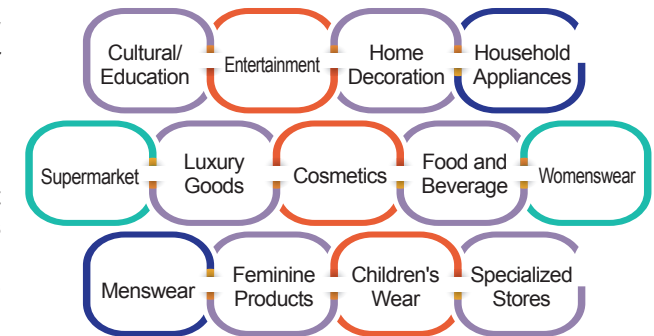 Cultural/
Education
Entertainment
Home
Decoration
Household
Appliances
Supermarket
Luxury
Goods
Cosmetics
Food and
Beverage
Womenswear
Menswear
Feminine
Products
Children's
Wear
Specialized
Stores